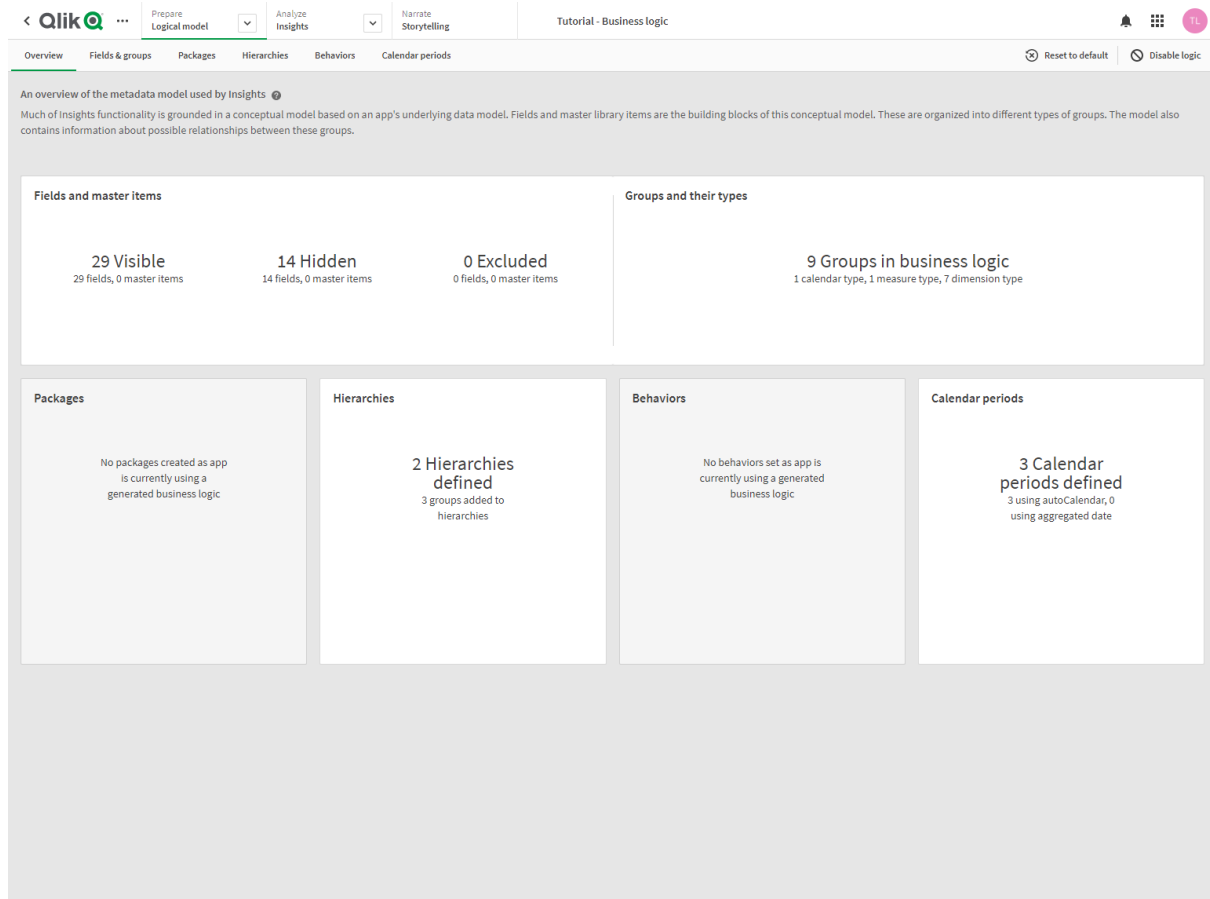 Qlik
Prepare
Logical model
Analyze
Insights
Narrate
Storytelling
Tutorial - Business logic
TL
Overview
Fields & groups
Packages
Hierarchies
Behaviors
Calendar periods
Reset to default
Disable logic
An overview of the metadata model used by Insights
Much of Insights functionality is grounded in a conceptual model based on an app's underlying data model. Fields and master library items are the building blocks of this conceptual model. These are organized into different types of groups. The model also
contains information about possible relationships between these groups.
Fields and master items
29 Visible
29 fields, 0 master items
14 Hidden
14 fields, 0 master items
0 Excluded
0 fields, 0 master items
Groups and their types
9 Groups in business logic
1 calendar type, 1 measure type, 7 dimension type
Packages
No packages created as app
is currently using a
generated business logic
Hierarchies
2 Hierarchies
defined
3 groups added to
hierarchies
Behaviors
No behaviors set as app is
currently using a generated
business logic
Calendar periods
3 Calendar
periods defined
3 using autoCalendar, 0
using aggregated date